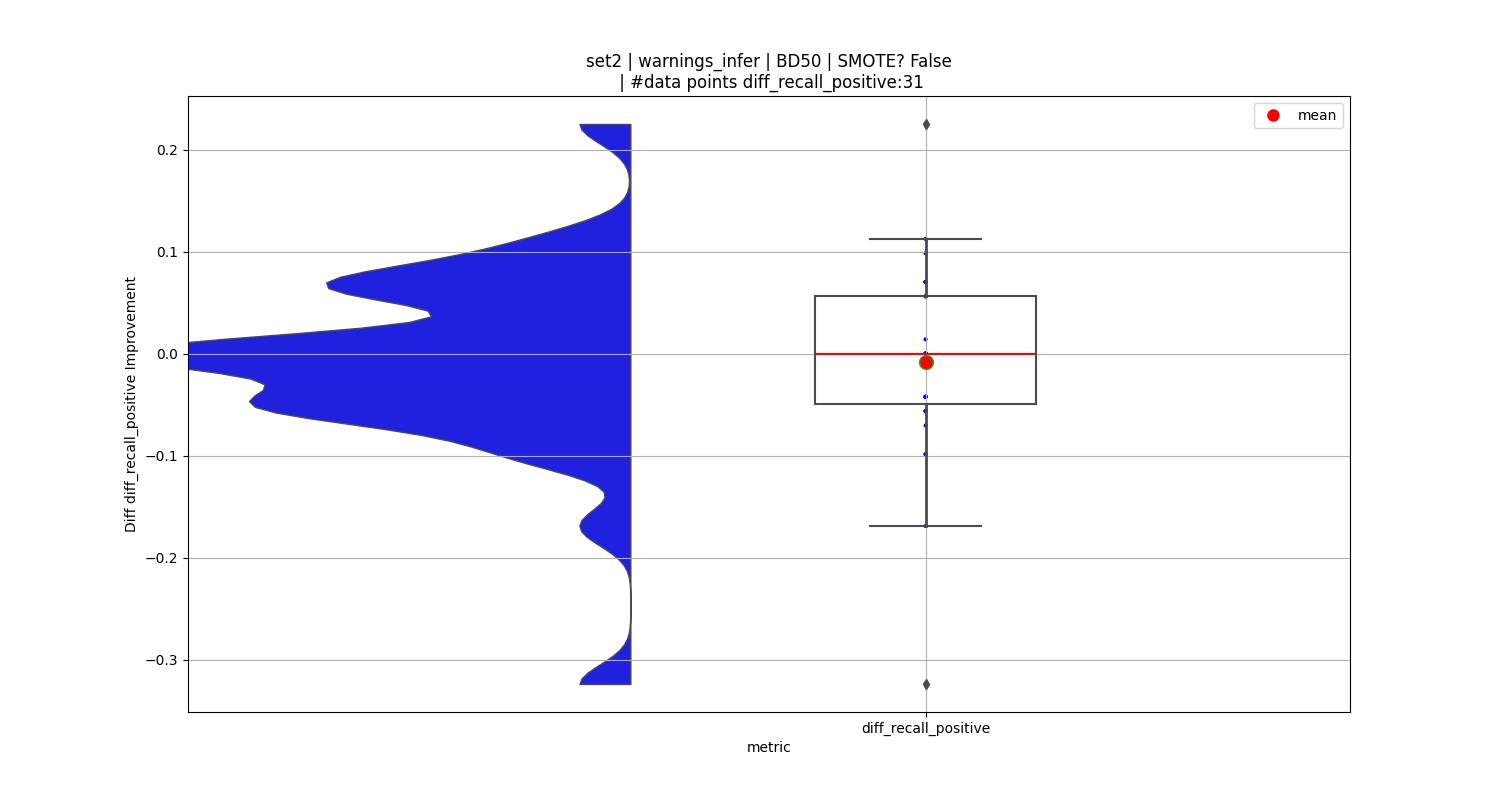 set2 | warnings_infer | BD50 | SMOTE? False
| #data points diff_recall_positive:31
mean
0.2
0.1
0.0
−0.1
−0.2
−0.3
Diff diff_recall_positive Improvement
diff_recall_positive
metric